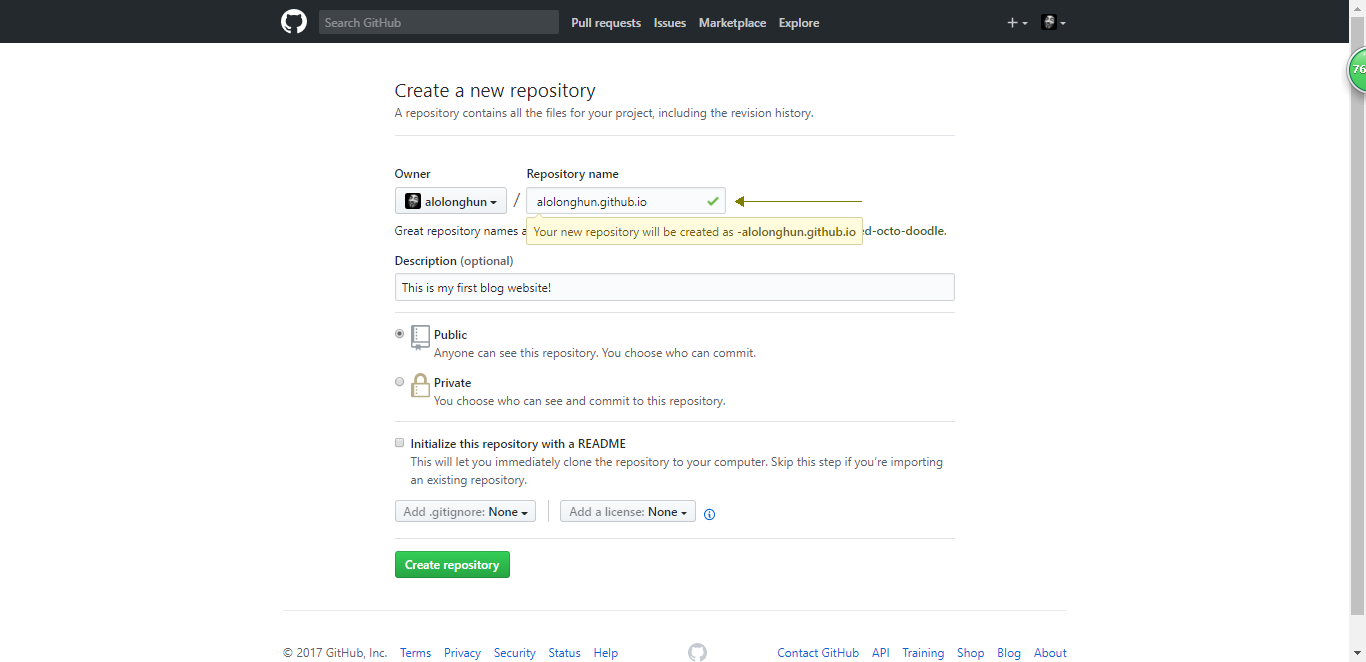 Search GitHub Pull requests Issues Marketplace Explore
76
Create a new repository
A repository contains all the files for your project, including the revision history.
Owner Repository name
alolonghun / alolonghun.github.io
Great repository names a Your new repository will be created as -alolonghun.github.io d-octo-doodle.
Description (optional)
This is my first blog website!
Public
Anyone can see this repository. You choose who can commit.
Private
You choose who can see and commit to this repository.
Initialize this repository with a README
This will let you immediately clone the repository to your computer. Skip this step if you're importing
an existing repository.
Add .gitignore: None Add a license: None
Create repository
© 2017 GitHub, Inc. Terms Privacy Security Status Help Contact GitHub API Training Shop Blog About